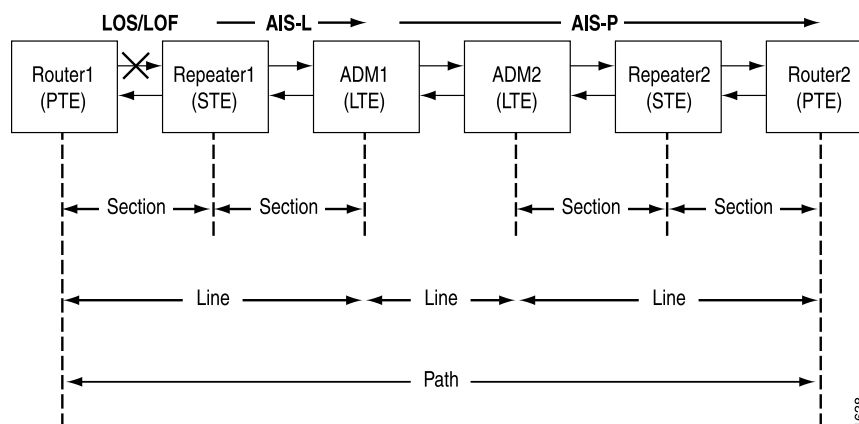 LOS/LOF AIS-L AIS-P
Router1 Repeater1 ADM1 ADM2 Repeater2 Router2
(PTE) (STE) (LTE) (LTE) (STE) (PTE)
Section Section Section Section
Line Line Line
Path